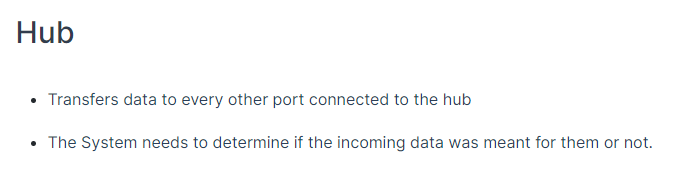 Hub
• Transfers data to every other port connected to the hub
• The System needs to determine if the incoming data was meant for them or not.